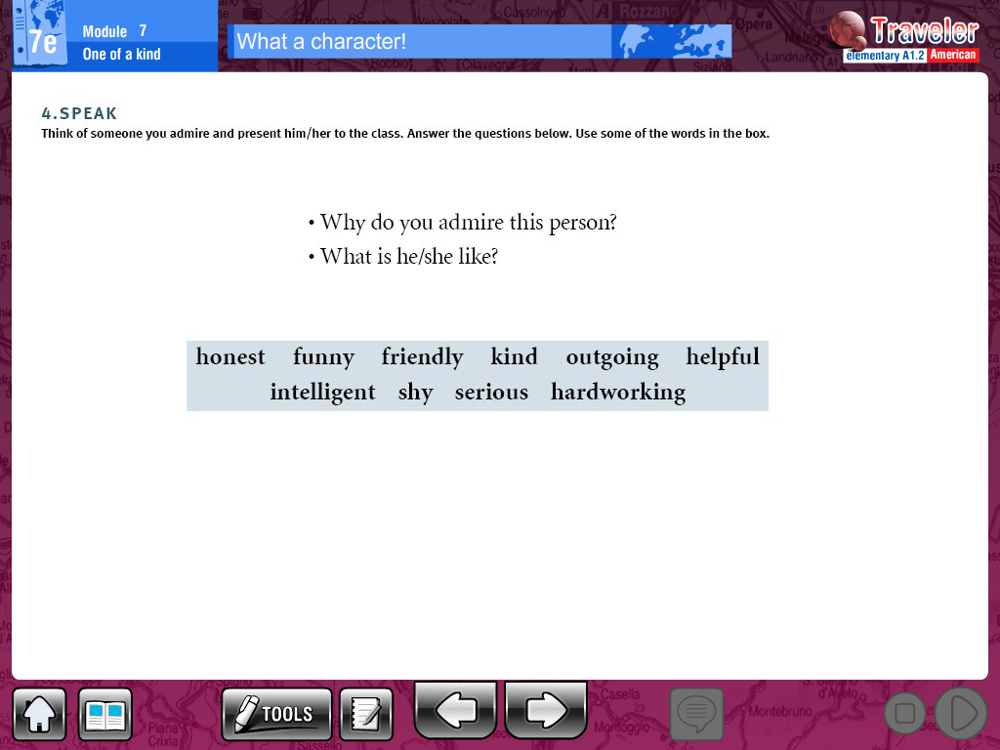 7e
Module 7
One of a kind
What a character!
Traveler
elementary A1.2 American
4.SPEAK
Think of someone you admire and present him/her to the class. Answer the questions below. Use some of the words in the box.
• Why do you admire this person?
• What is he/she like?
honest funny friendly kind outgoing helpful
intelligent shy serious hardworking
TOOLS